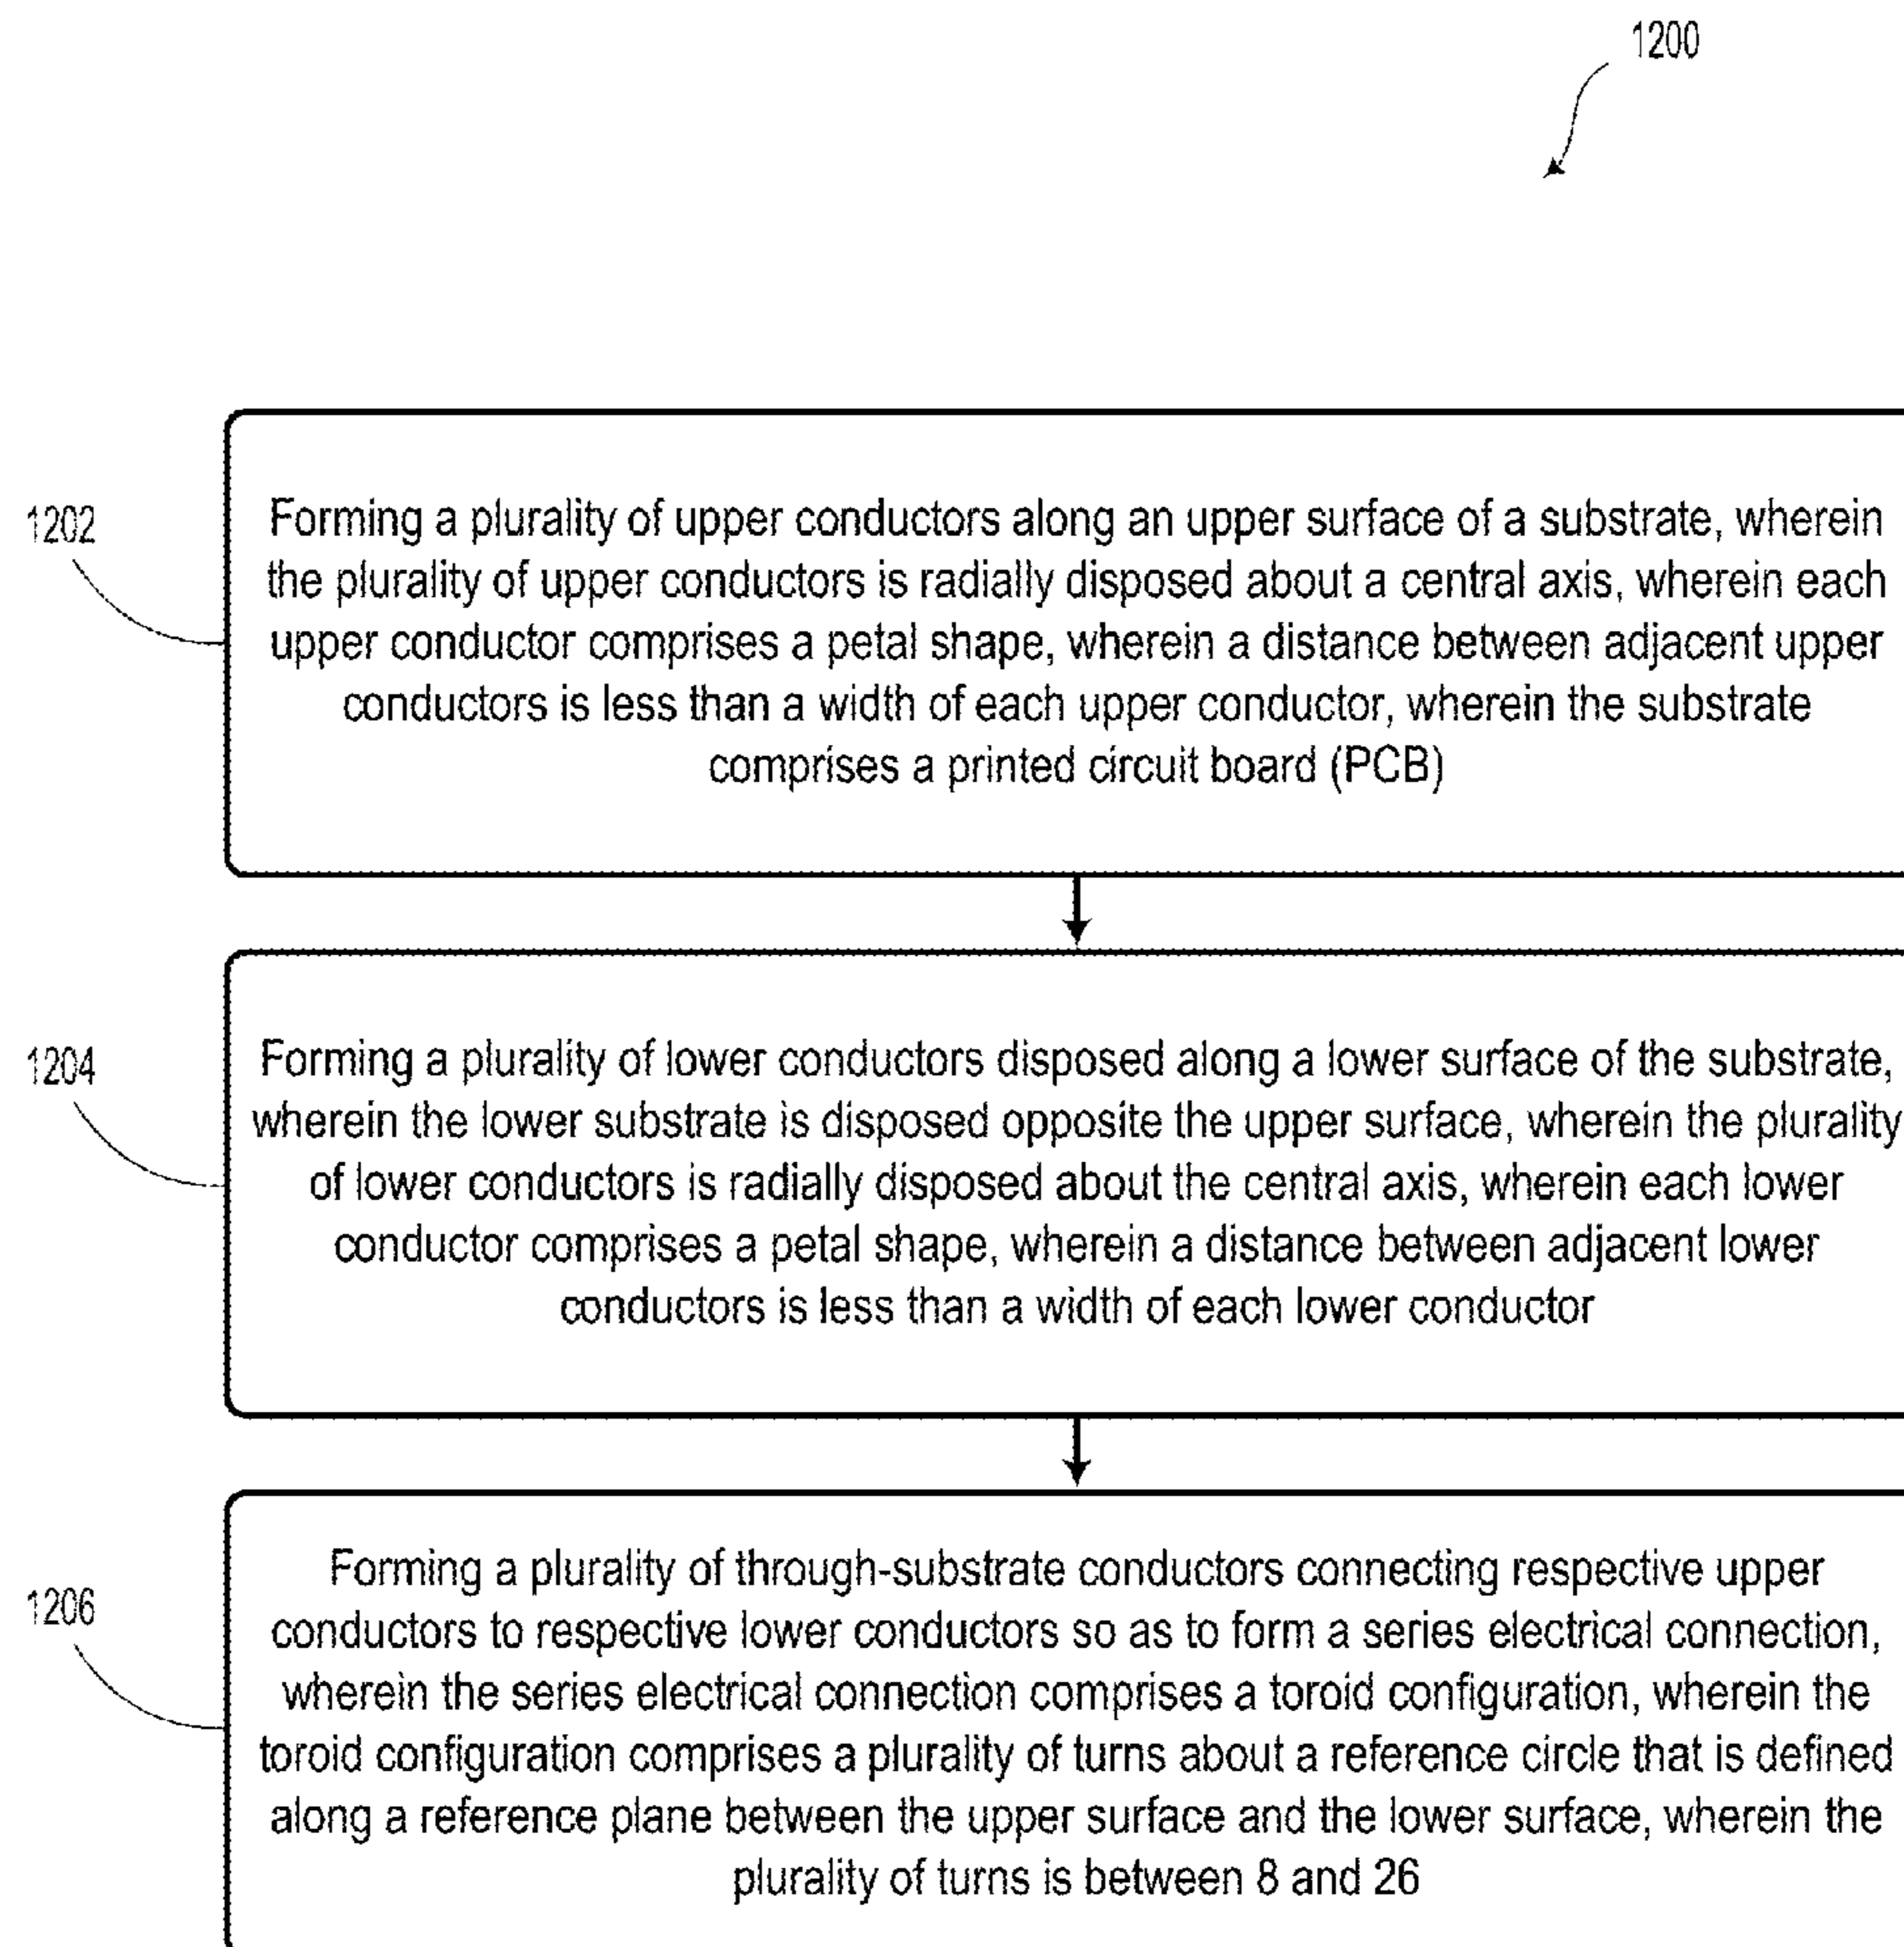 1200
1202
Forming a plurality of upper conductors along an upper surface of a substrate, wherein
the plurality of upper conductors is radially disposed about a central axis, wherein each
upper conductor comprises a petal shape, wherein a distance between adjacent upper
conductors is less than a width of each upper conductor, wherein the substrate
comprises a printed circuit board (PCB)
1204
Forming a plurality of lower conductors disposed along a lower surface of the substrate,
wherein the lower substrate is disposed opposite the upper surface, wherein the plurality
of lower conductors is radially disposed about the central axis, wherein each lower
conductor comprises a petal shape, wherein a distance between adjacent lower
conductors is less than a width of each lower conductor
1206
Forming a plurality of through-substrate conductors connecting respective upper
conductors to respective lower conductors so as to form a series electrical connection,
wherein the series electrical connection comprises a toroid configuration, wherein the
toroid configuration comprises a plurality of turns about a reference circle that is defined
along a reference plane between the upper surface and the lower surface, wherein the
plurality of turns is between 8 and 26